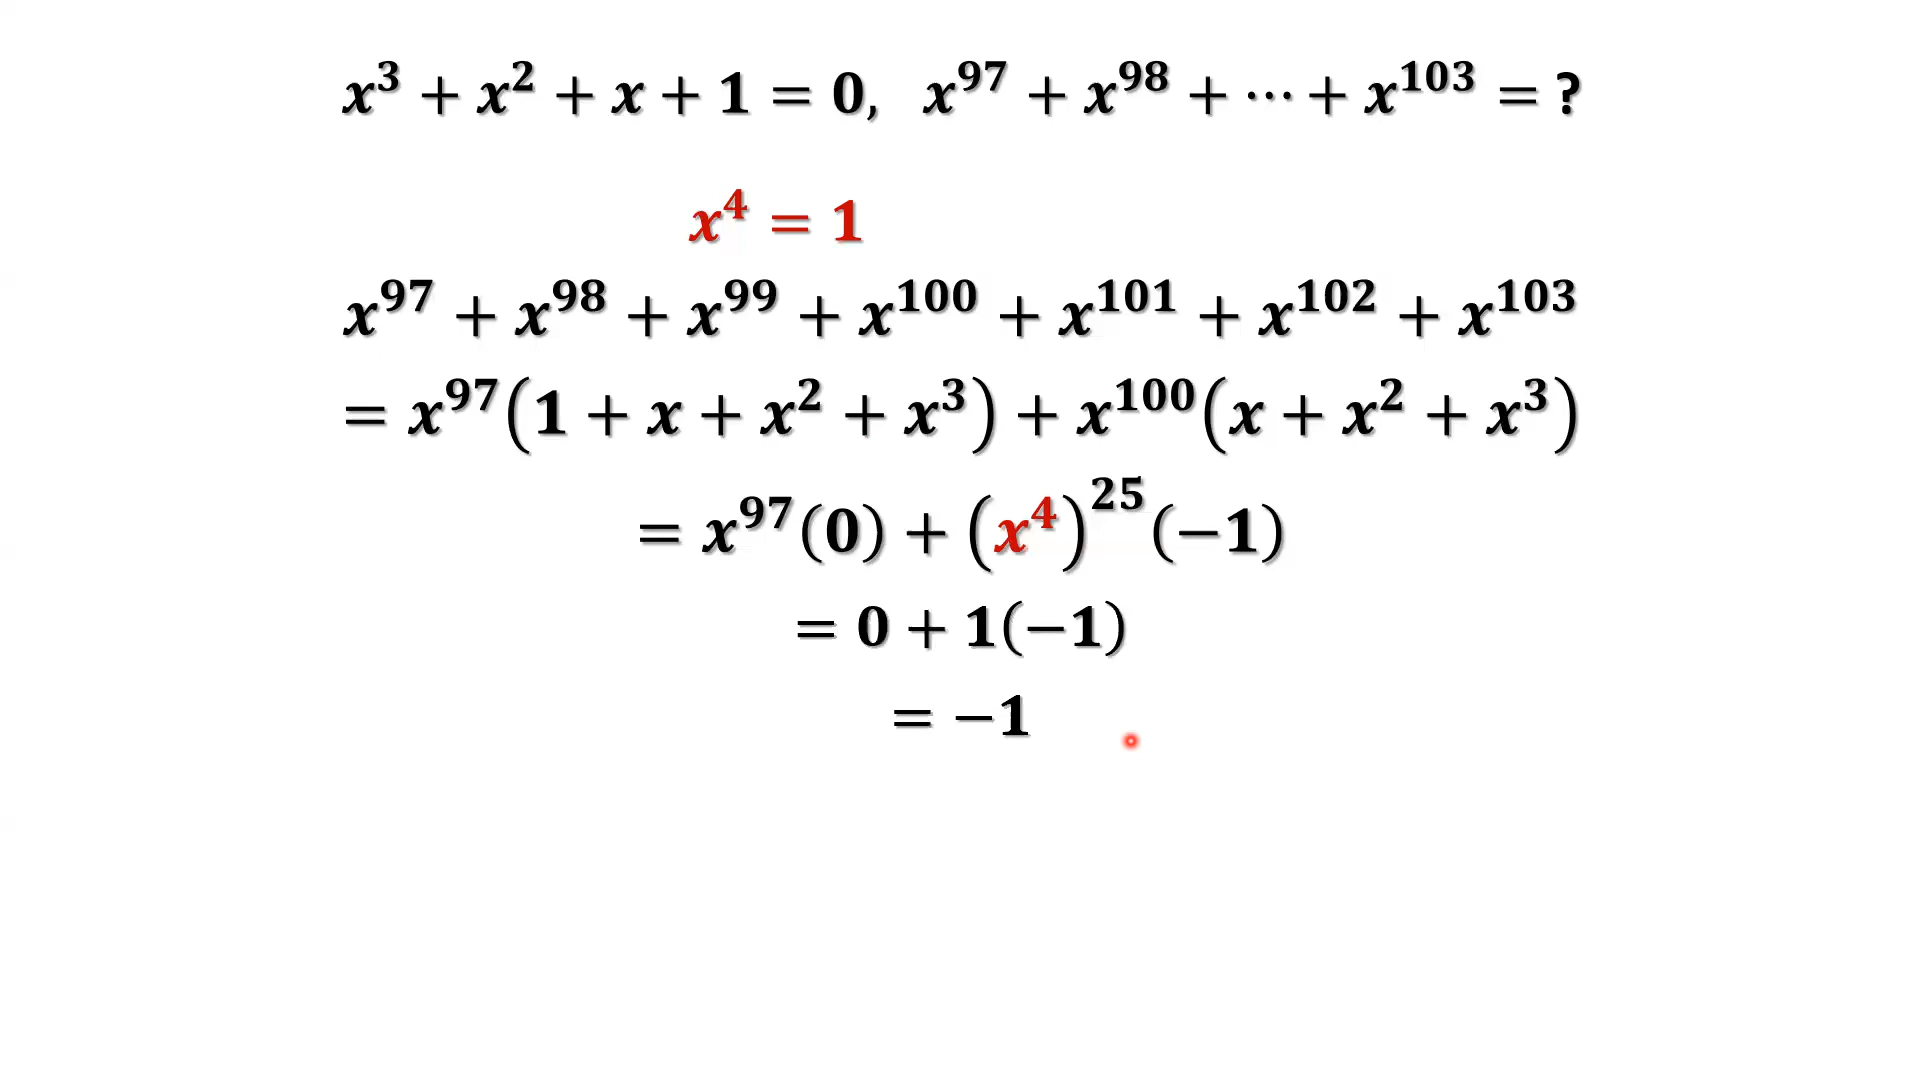 x³ + x² + x + 1 = 0, x⁹⁷ + x⁹⁸ + ⋯ + x¹⁰³ = ?
x⁴ = 1
x⁹⁷ + x⁹⁸ + x⁹⁹ + x¹⁰⁰ + x¹⁰¹ + x¹⁰² + x¹⁰³
= x⁹⁷(1 + x + x² + x³) + x¹⁰⁰(x + x² + x³)
= x⁹⁷(0) + (x⁴)²⁵(−1)
= 0 + 1(−1)
= −1